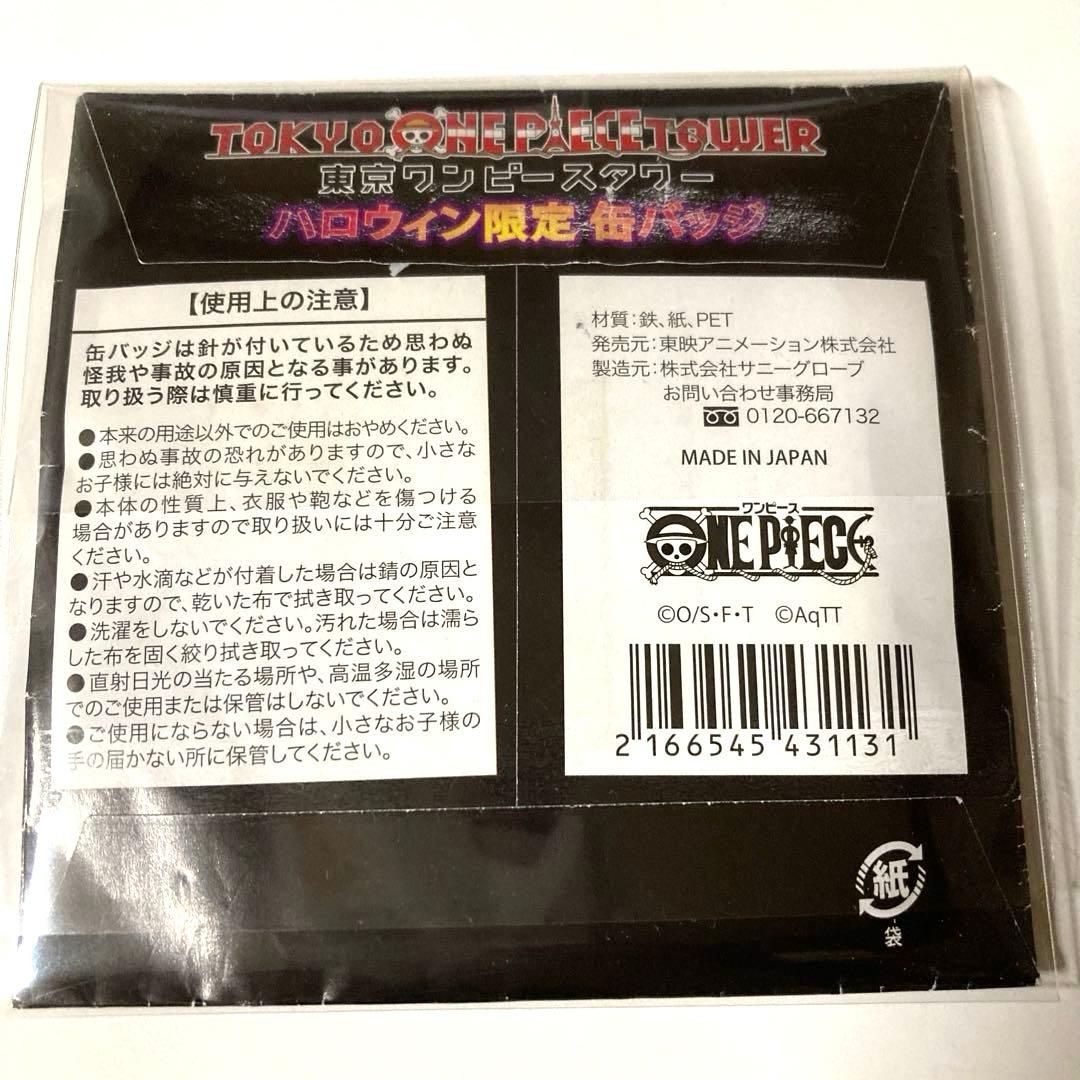 TOKYO ONE PIECE TOWER
東京ワンピースタワー
ハロウィン限定 缶バッジ
【使用上の注意】
缶バッジは針が付いているため思わぬ
怪我や事故の原因となる事があります。
取り扱う際は慎重に行ってください。
●本来の用途以外でのご使用はおやめください。
●思わぬ事故の恐れがありますので、小さな
お子様には絶対に与えないでください。
●本体の性質上、衣服や鞄などを傷つける
場合がありますので取り扱いには十分ご注意
ください。
●汗や水滴などが付着した場合は錆の原因と
なりますので、乾いた布で拭き取ってください。
●洗濯をしないでください。汚れた場合は濡ら
した布を固く絞り拭き取ってください。
●直射日光の当たる場所や、高温多湿の場所
でのご使用または保管はしないでください。
●ご使用にならない場合は、小さなお子様の
手の届かない所に保管してください。
材質：鉄、紙、PET
発売元：東映アニメーション株式会社
製造元：株式会社サニーグローブ
お問い合わせ事務局
0120-667132
MADE IN JAPAN
ワンピース
ONE PIECE
©O/S・F・T ©AqTT
2 166545 431131
紙
袋